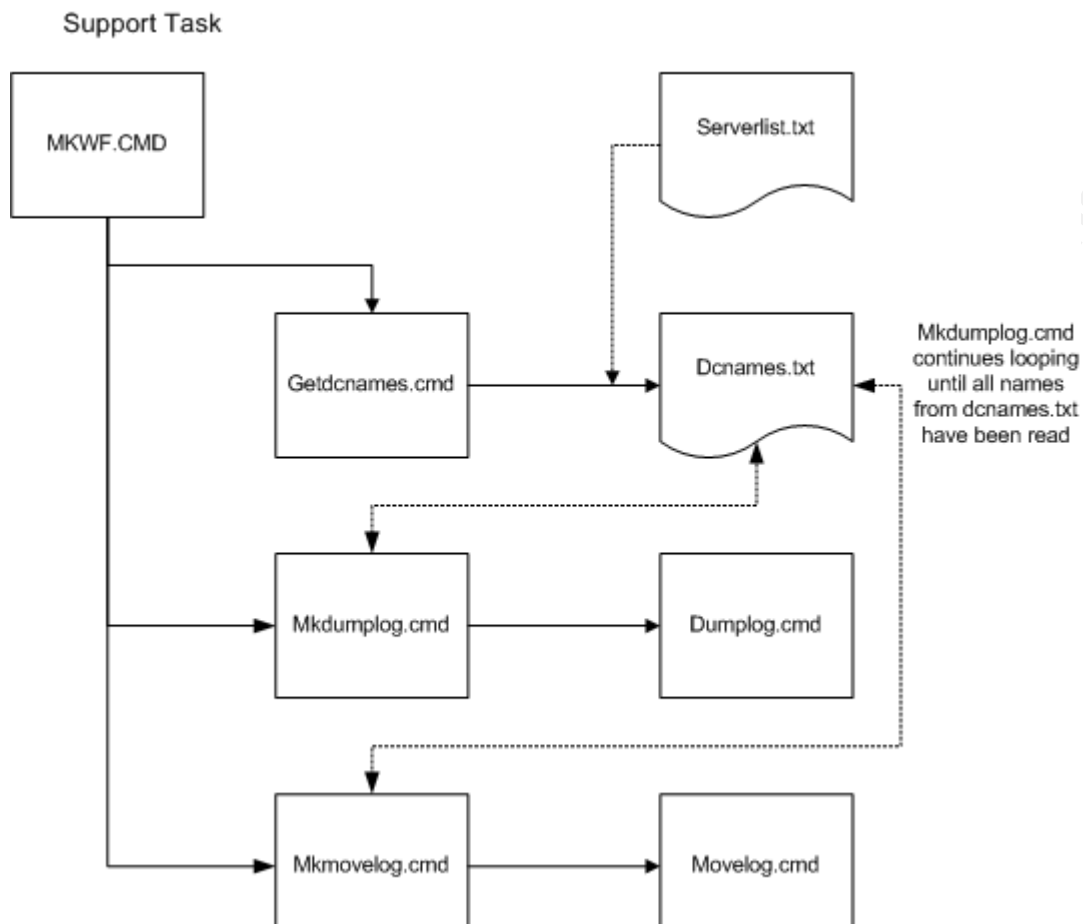 Support Task
MKWF.CMD
Serverlist.txt
Getdcnames.cmd
Dcnames.txt
Mkdumplog.cmd
continues looping
until all names
from dcnames.txt
have been read
Mkdumplog.cmd
Dumplog.cmd
Mkmovelog.cmd
Movelog.cmd